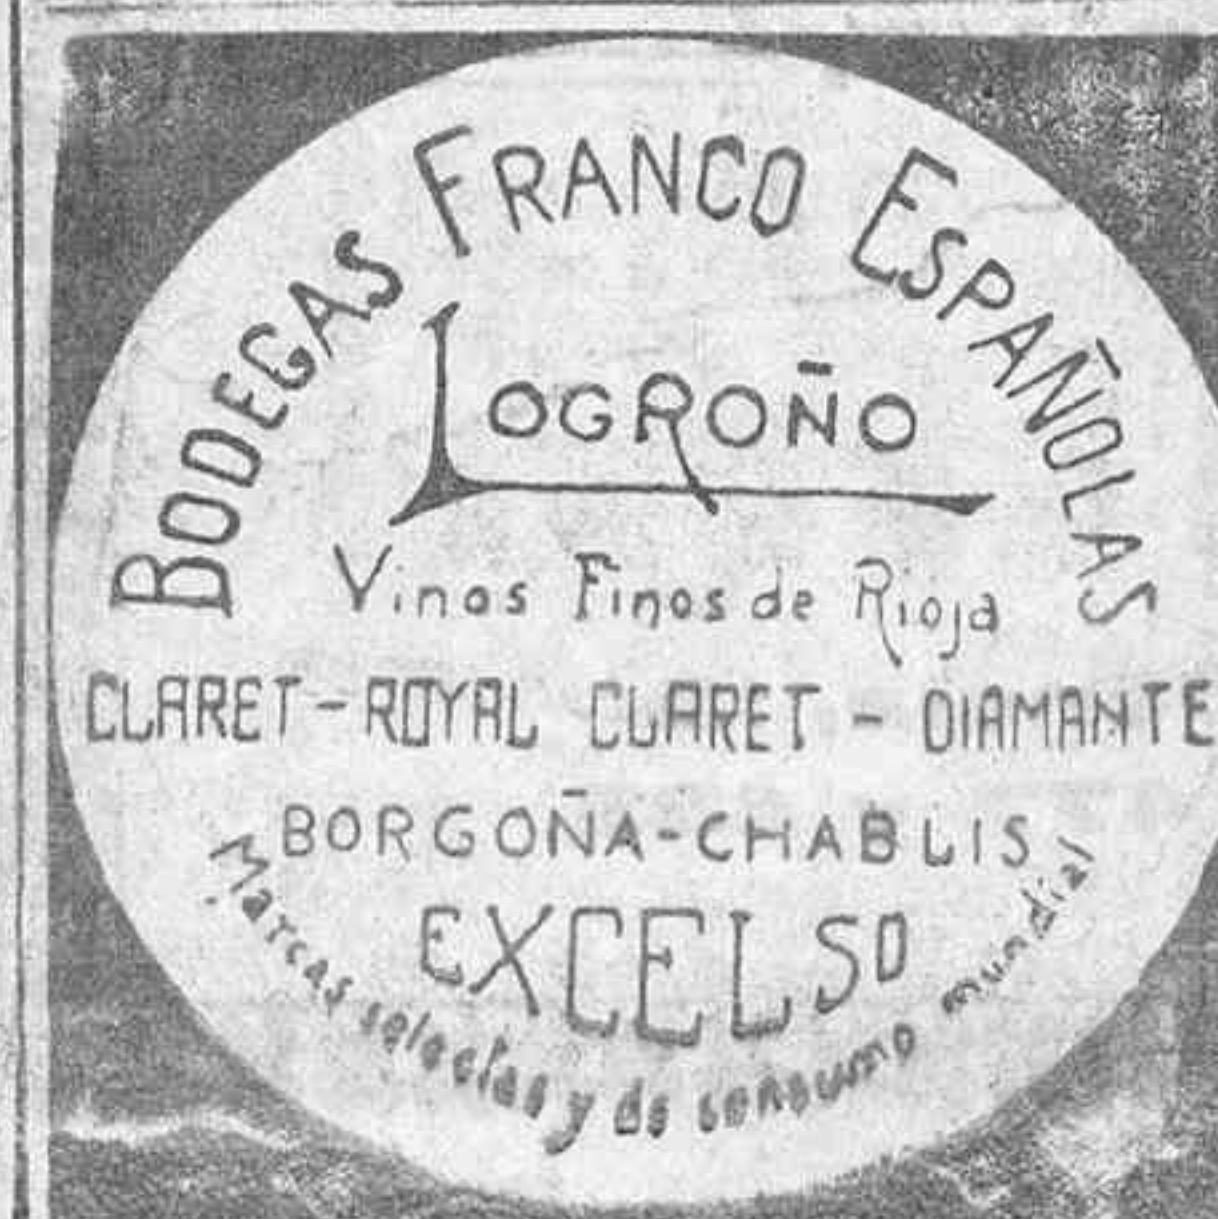 BODEGAS FRANCO ESPAÑOLAS
LOGROÑO
Vinos Finos de Rioja
CLARET - ROYAL CLARET - DIAMANTE
BORGOÑA - CHABLIS
EXCELSO
Marcas selectas y de consumo mundial